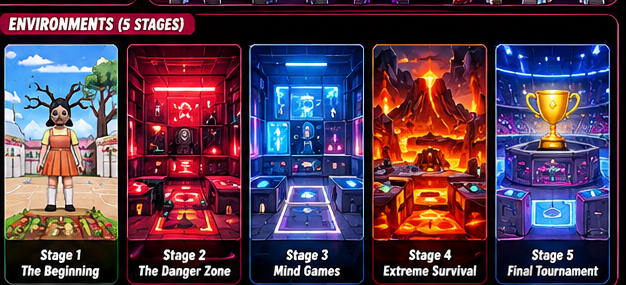 ENVIRONMENTS (5 STAGES)
Stage 1
The Beginning
Stage 2
The Danger Zone
Stage 3
Mind Games
Stage 4
Extreme Survival
Stage 5
Final Tournament